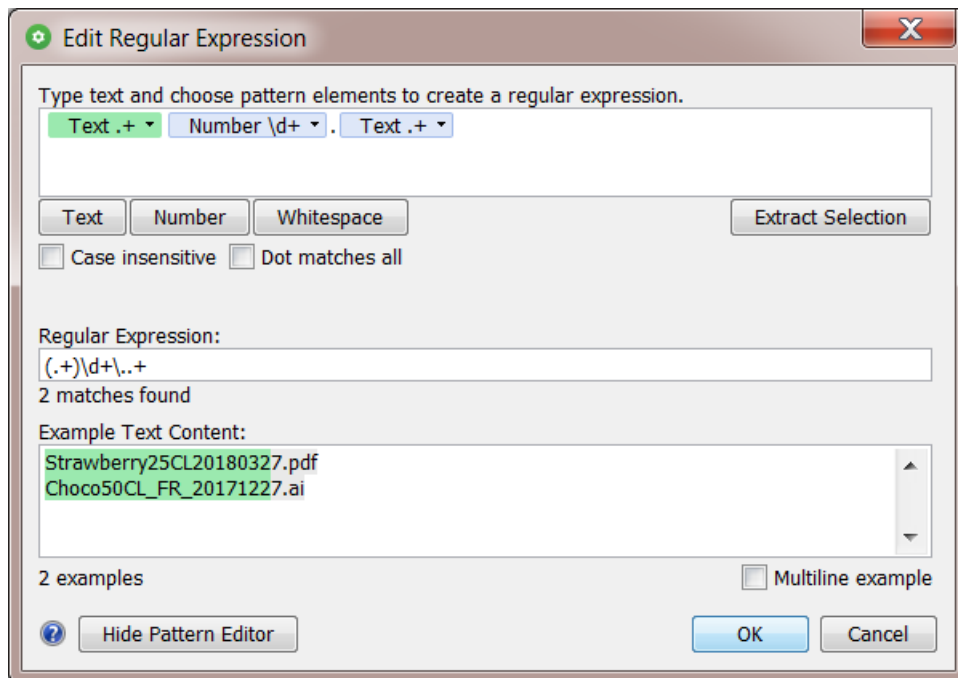 Edit Regular Expression
X
Type text and choose pattern elements to create a regular expression.
Text .+ Number \d+ . Text .+
Text Number Whitespace Extract Selection
Case insensitive Dot matches all
Regular Expression:
(.+)\d+\..+
2 matches found
Example Text Content:
Strawberry25CL20180327.pdf
Choco50CL_FR_20171227.ai
2 examples Multiline example
? Hide Pattern Editor OK Cancel